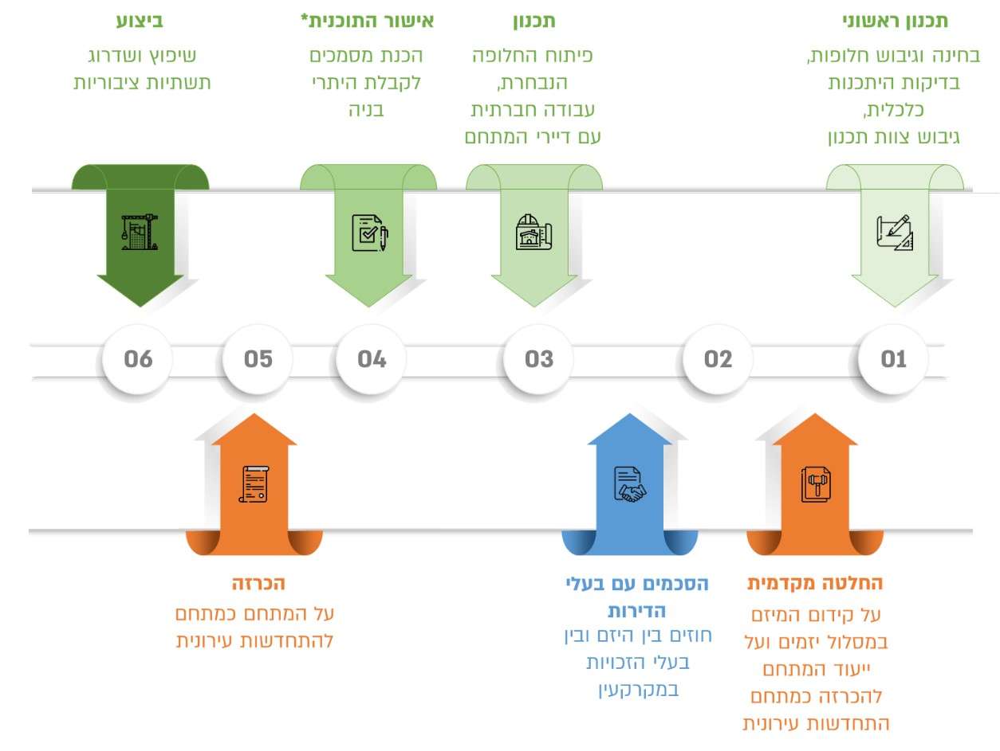 תכנון ראשוני
בחינה וגיבוש חלופות,
בדיקות היתכנות
כלכלית,
גיבוש צוות תכנון
תכנון
פיתוח החלופה
הנבחרת,
עבודה חברתית
עם דיירי המתחם
אישור התוכנית*
הכנת מסמכים
לקבלת היתרי
בניה
ביצוע
שיפוץ ושדרוג
תשתיות ציבוריות
01
02
03
04
05
06
החלטה מקדמית
על קידום המיזם
במסלול יזמים ועל
ייעוד המתחם
להכרזה כמתחם
התחדשות עירונית
הסכמים עם בעלי
הדירות
חוזים בין היזם ובין
בעלי הזכויות
במקרקעין
הכרזה
על המתחם כמתחם
להתחדשות עירונית